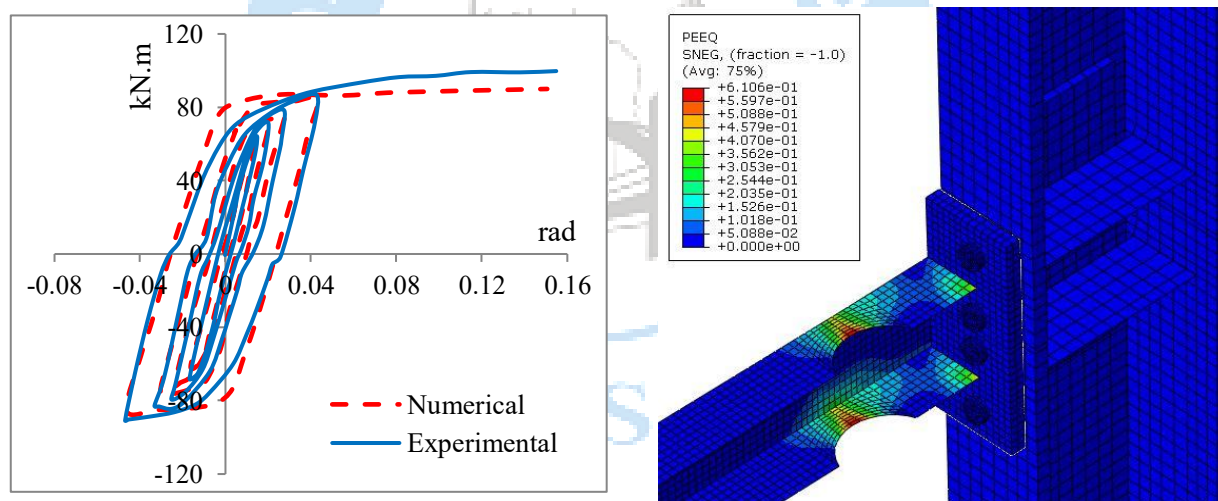 120
80
40
0
-40
-80
-120
kN.m
rad
-0.08
-0.04
0
0.04
0.08
0.12
0.16
Numerical
Experimental
PEEQ
SNEG, (fraction = -1.0)
(Avg: 75%)
+6.106e-01
+5.597e-01
+5.088e-01
+4.579e-01
+4.070e-01
+3.562e-01
+3.053e-01
+2.544e-01
+2.035e-01
+1.526e-01
+1.018e-01
+5.088e-02
+0.000e+00